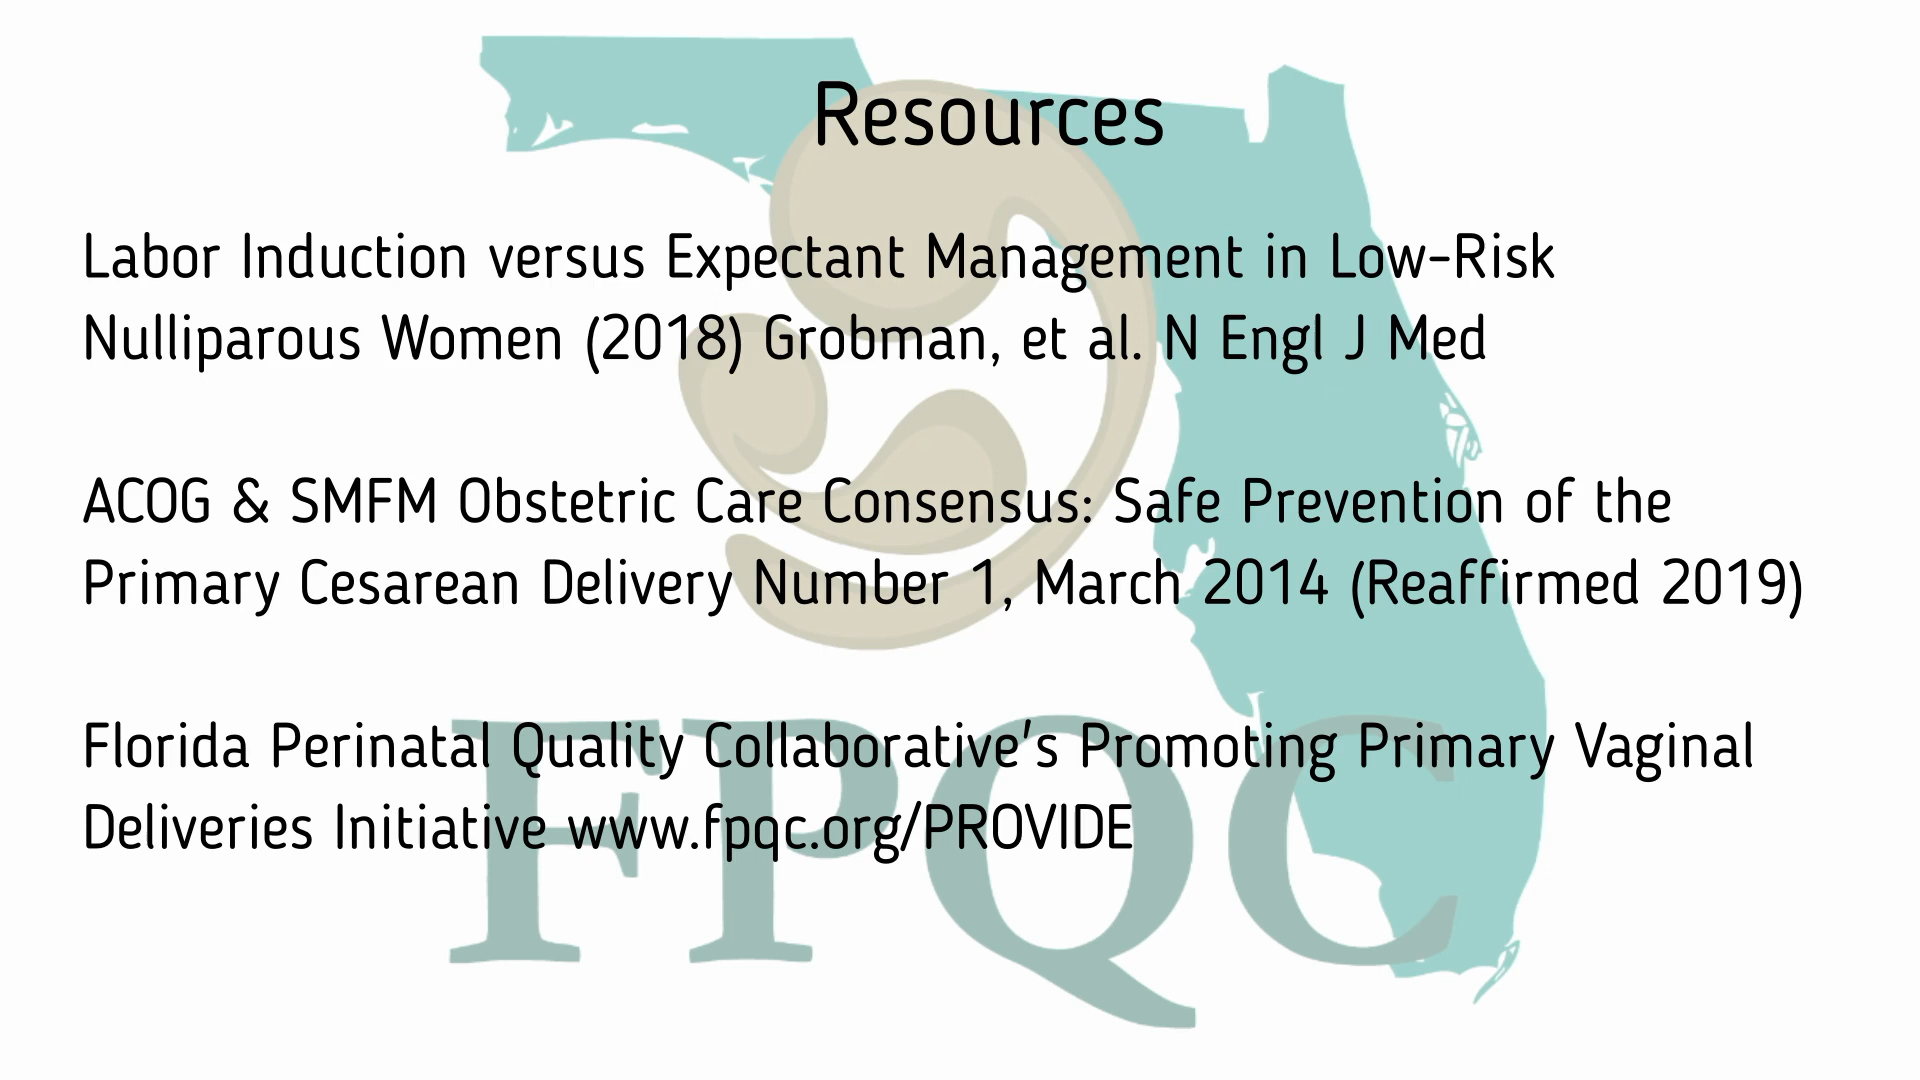 Resources
Labor Induction versus Expectant Management in Low-Risk
Nulliparous Women (2018) Grobman, et al. N Engl J Med
ACOG & SMFM Obstetric Care Consensus: Safe Prevention of the
Primary Cesarean Delivery Number 1, March 2014 (Reaffirmed 2019)
Florida Perinatal Quality Collaborative's Promoting Primary Vaginal
Deliveries Initiative www.fpqc.org/PROVIDE
FPQC